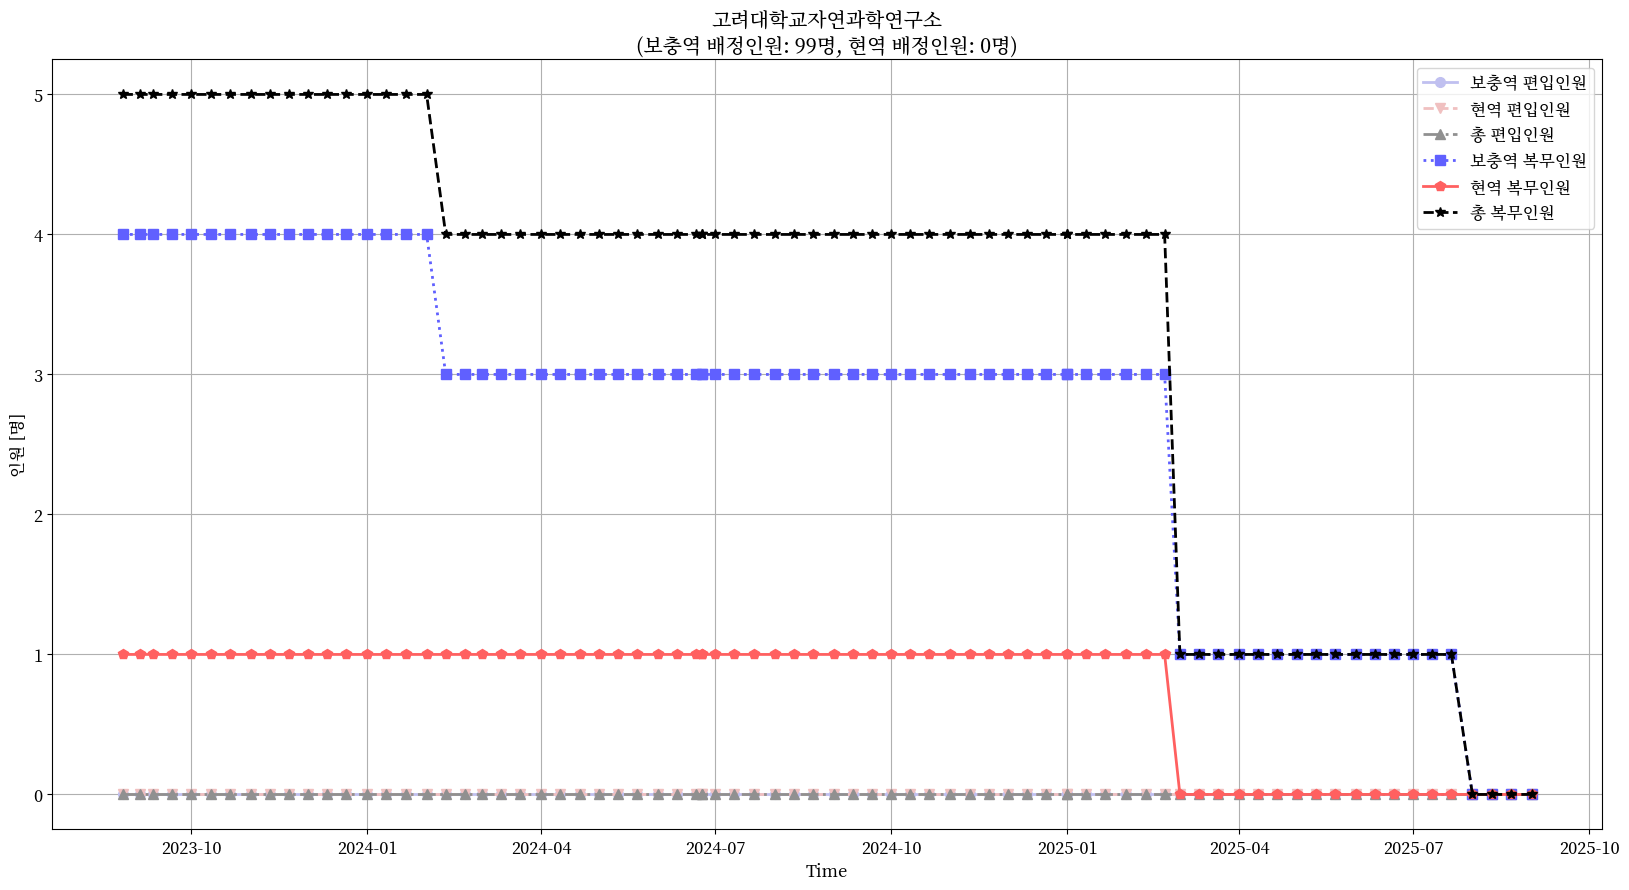 고려대학교자연과학연구소
(보충역 배정인원: 99명, 현역 배정인원: 0명)
보충역 편입인원
현역 편입인원
총 편입인원
보충역 복무인원
현역 복무인원
총 복무인원
인원 [명]
5
4
3
2
1
0
2023-10
2024-01
2024-04
2024-07
2024-10
2025-01
2025-04
2025-07
2025-10
Time